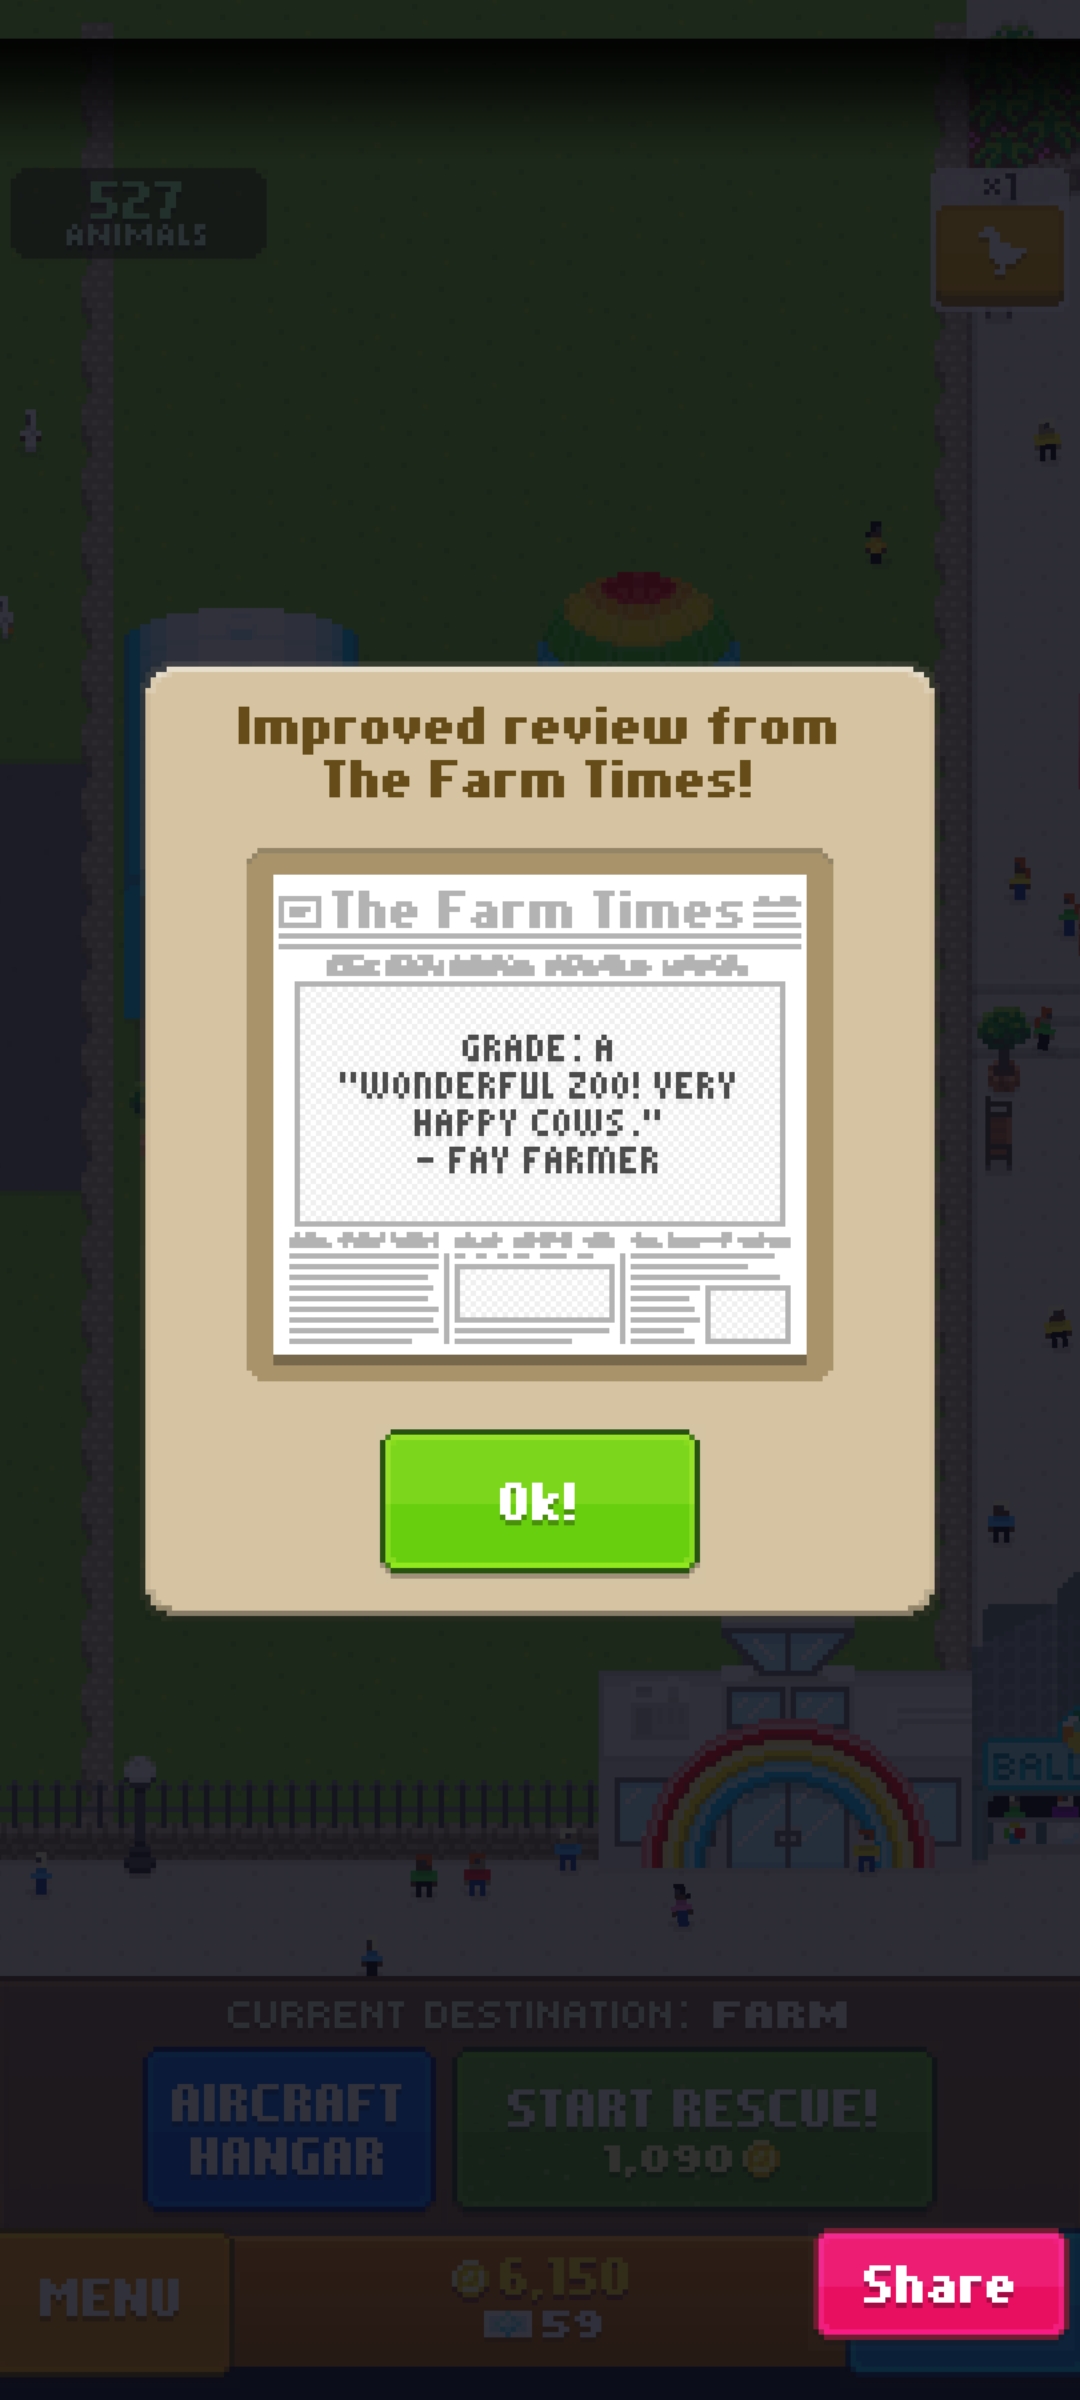 527
ANIMALS
x1
Improved review from
The Farm Times!
The Farm Times
GRADE: A
"WONDERFUL ZOO! VERY
HAPPY COWS."
- FAY FARMER
Ok!
BALL
CURRENT DESTINATION: FARM
AIRCRAFT
HANGAR
START RESCUE!
1,090
MENU
6,150
59
Share